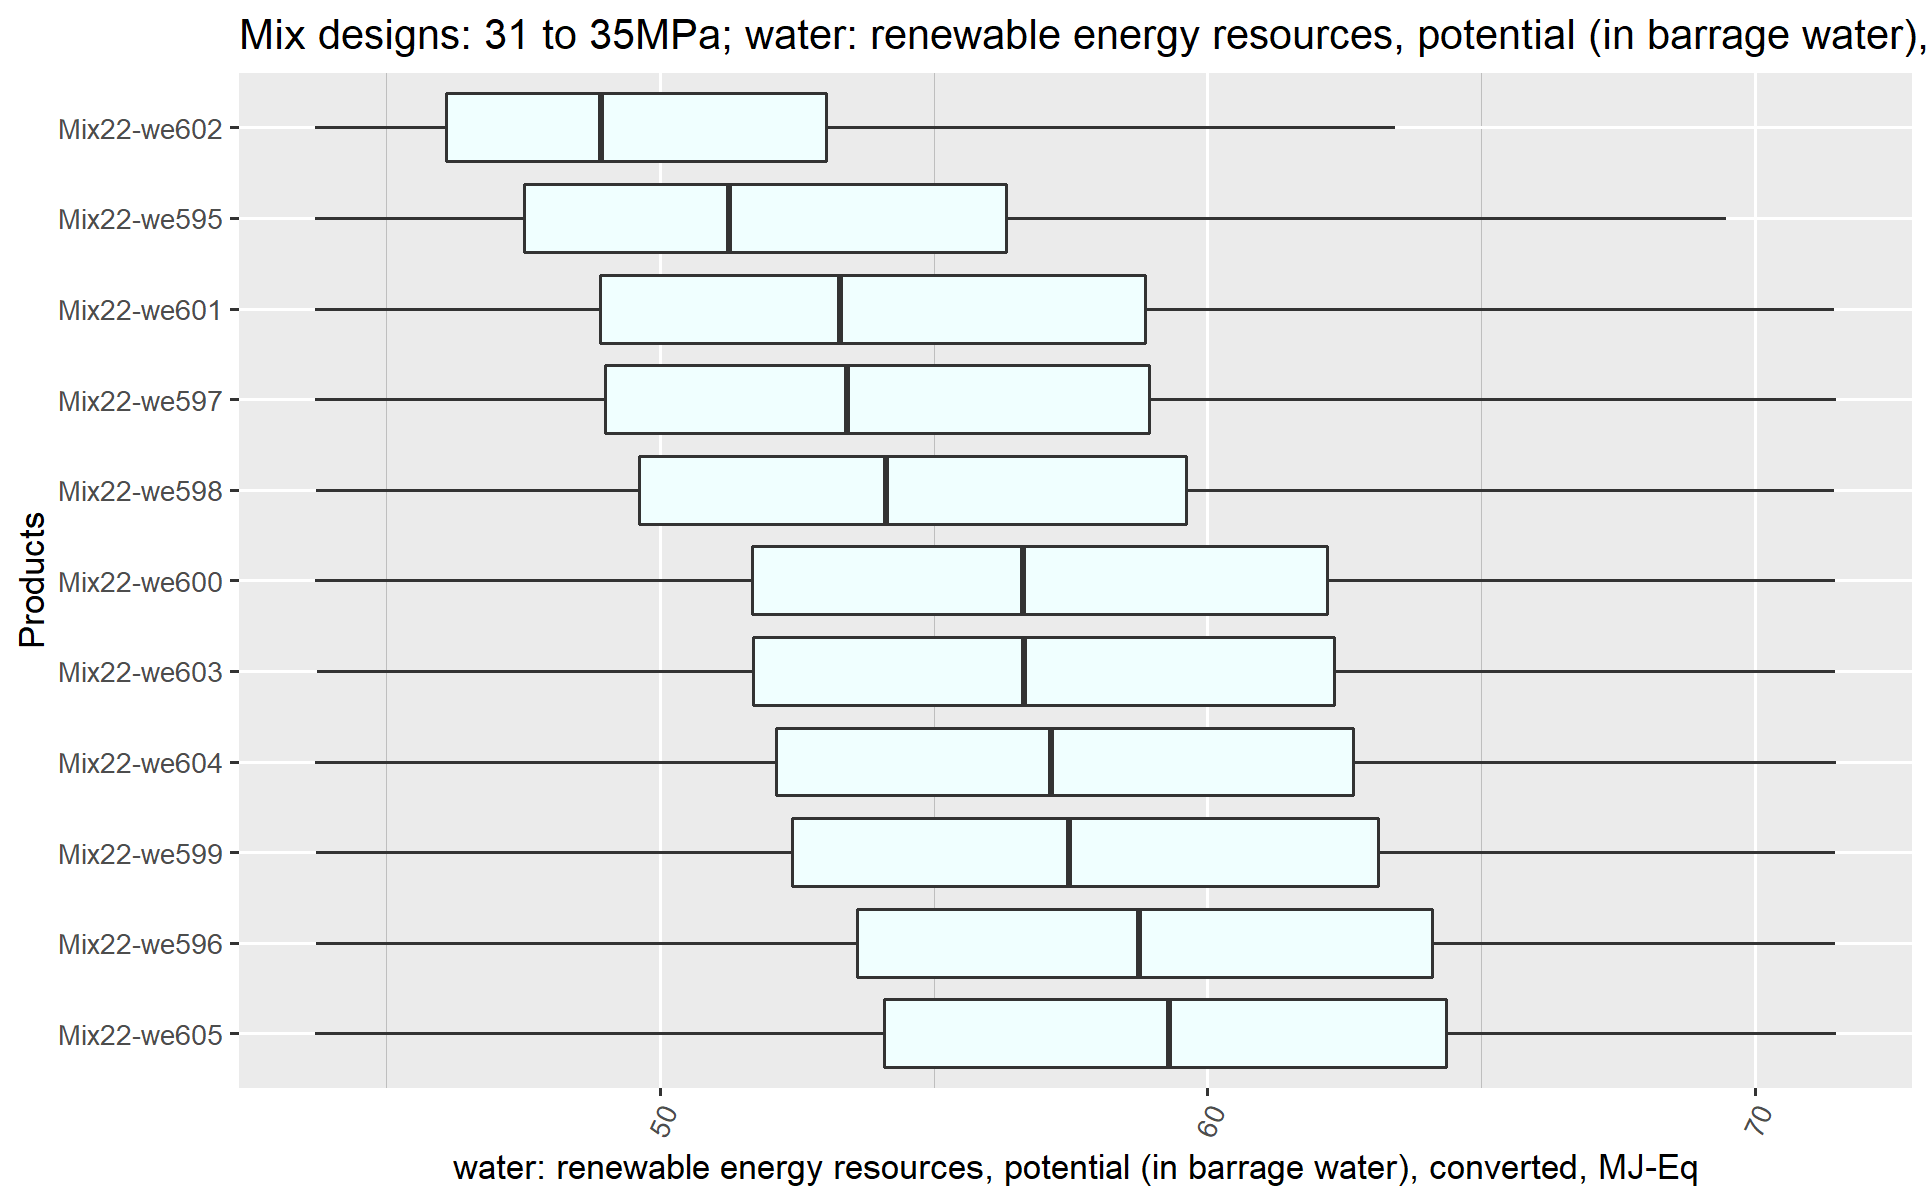 Mix designs: 31 to 35MPa; water: renewable energy resources, potential (in barrage water),
Products
Mix22-we602
Mix22-we595
Mix22-we601
Mix22-we597
Mix22-we598
Mix22-we600
Mix22-we603
Mix22-we604
Mix22-we599
Mix22-we596
Mix22-we605
50
60
70
water: renewable energy resources, potential (in barrage water), converted, MJ-Eq